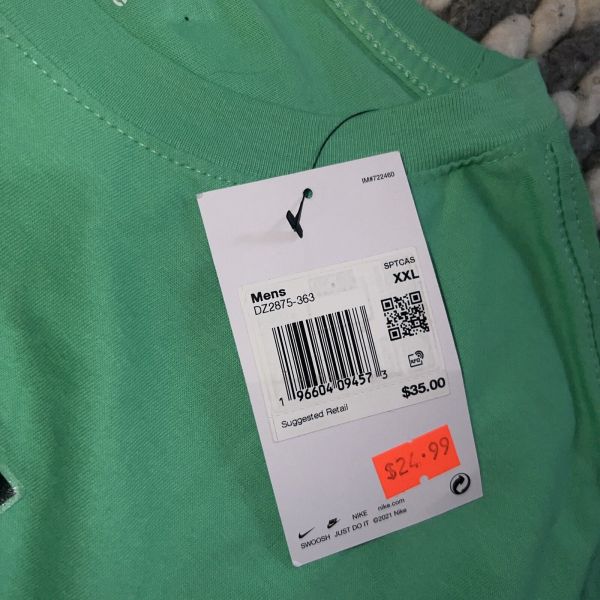 IM#722460
SPTCAS
Mens XXL
DZ2875-363
RFID
1 96604 09457 3
$35.00
Suggested Retail
$24.99
NIKE nike.com
SWOOSH JUST DO IT ©2021 Nike